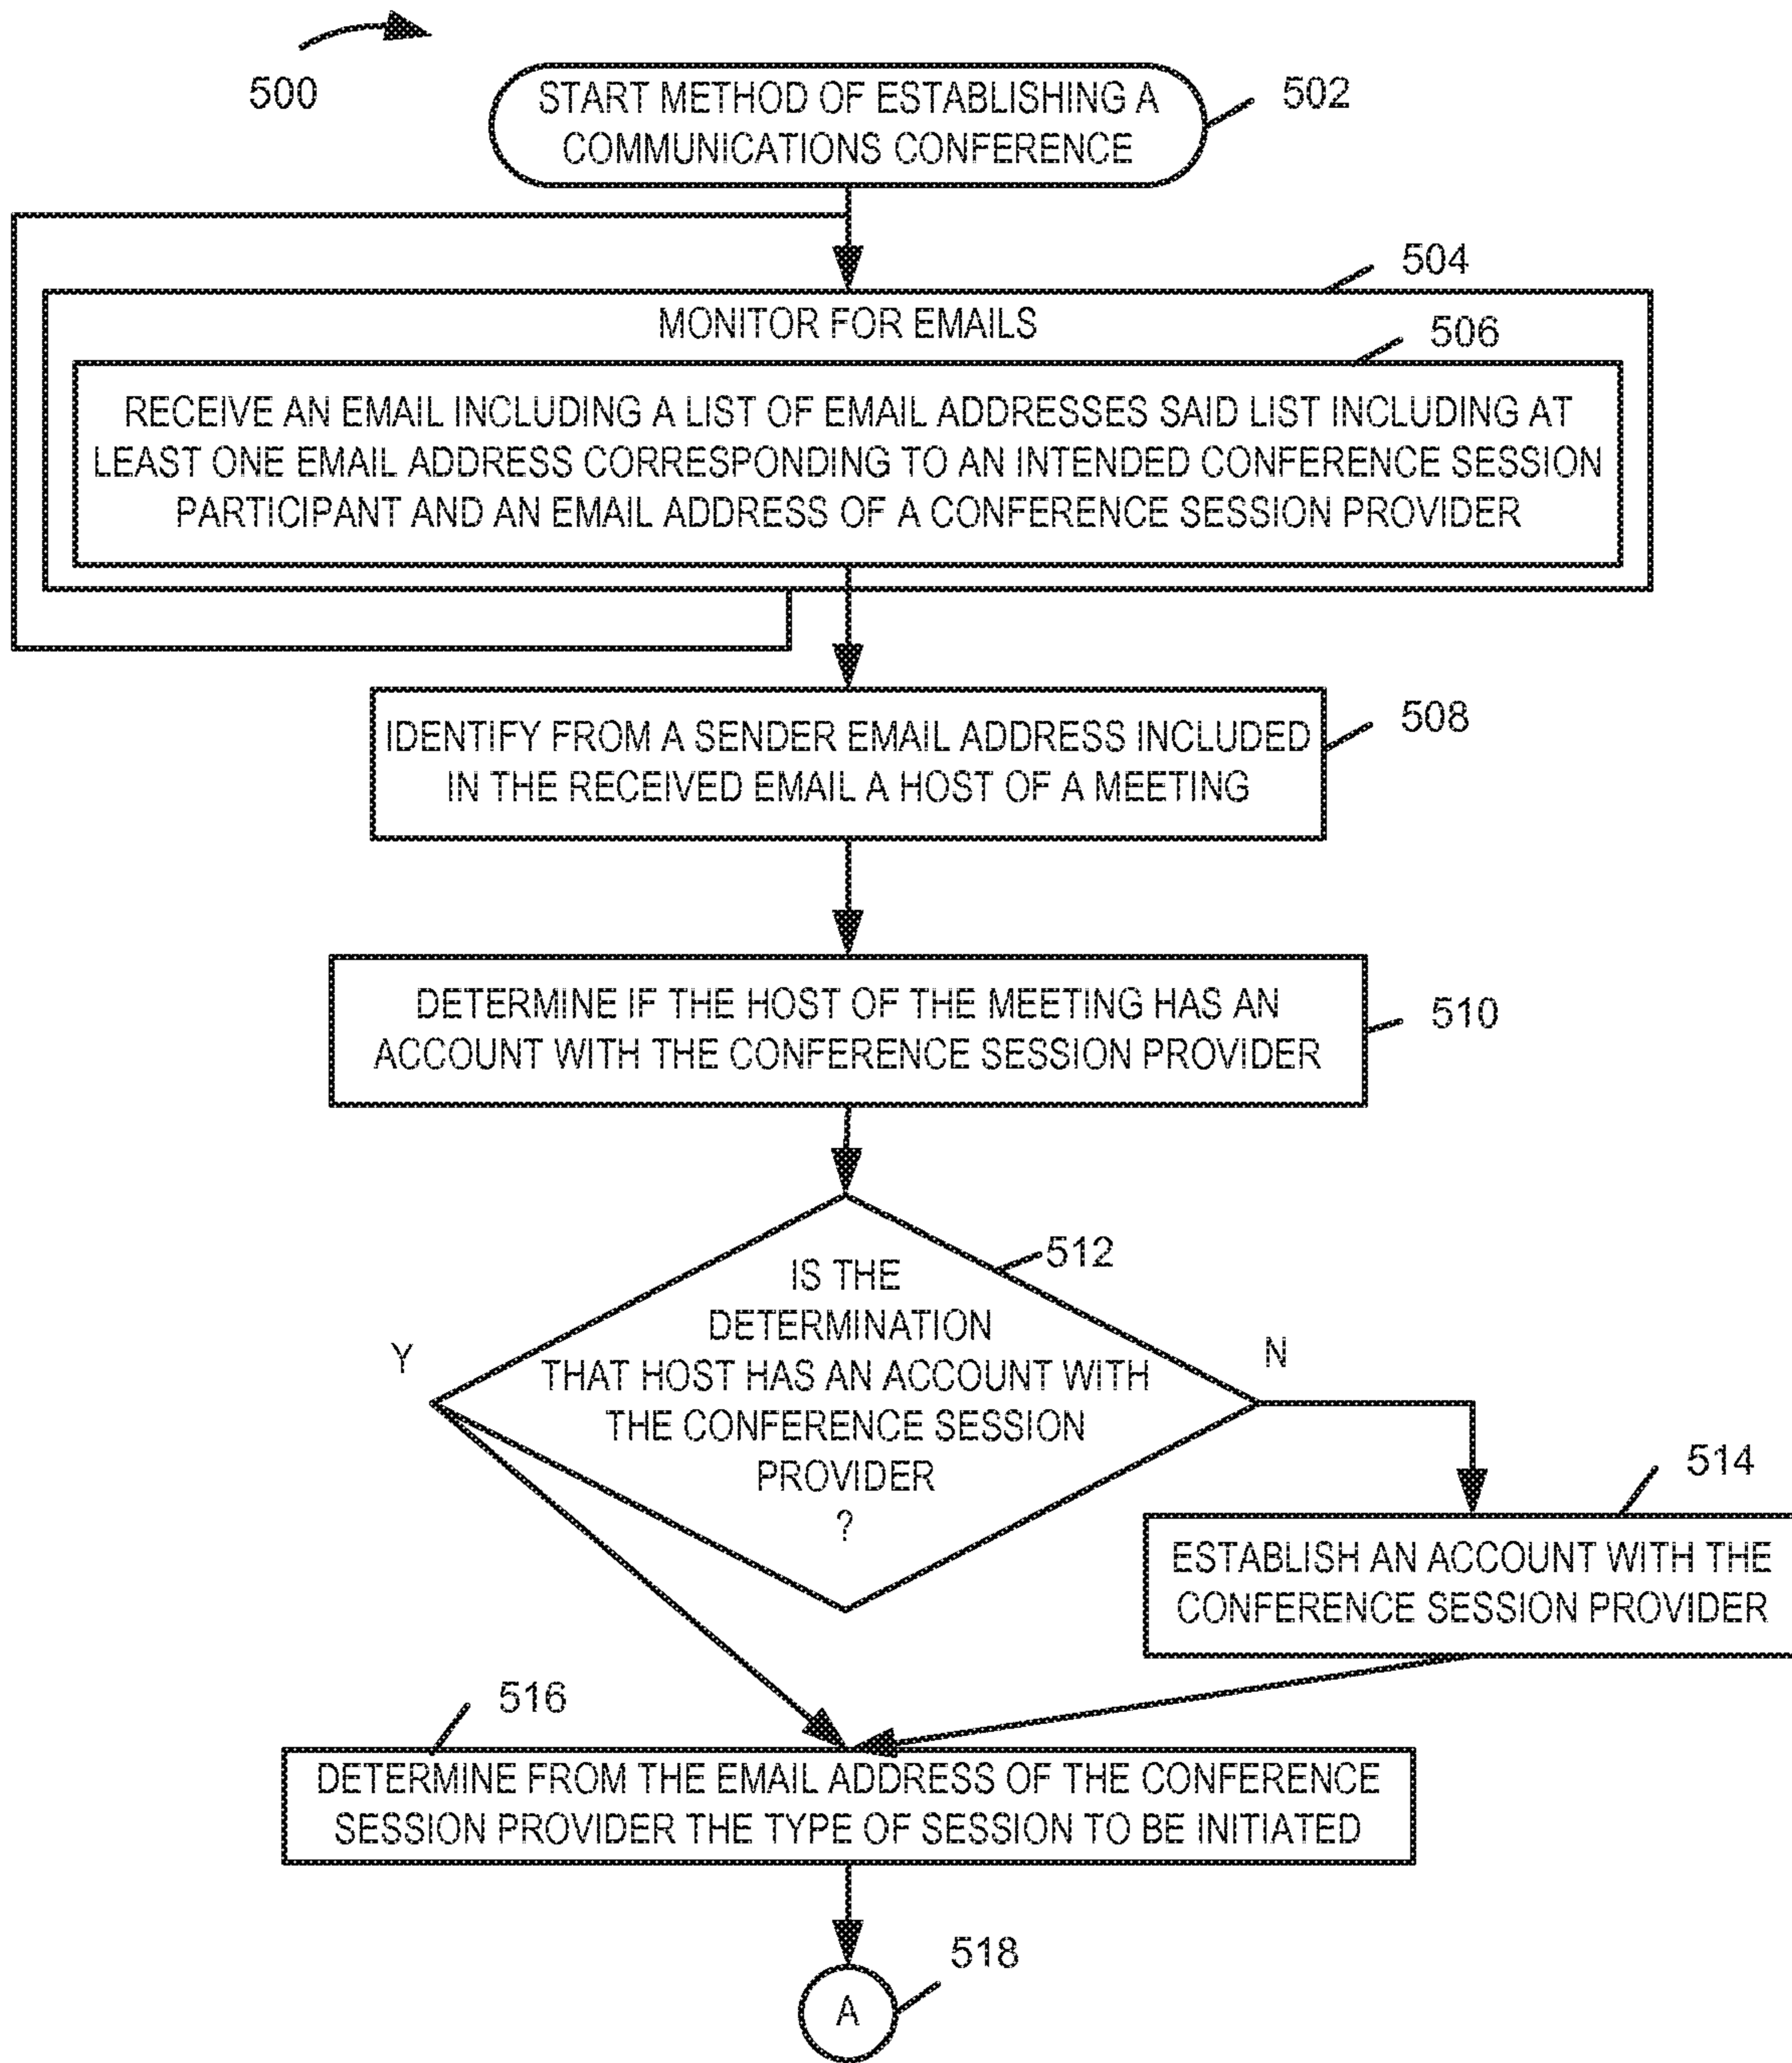 500
START METHOD OF ESTABLISHING A
COMMUNICATIONS CONFERENCE
502
504
MONITOR FOR EMAILS
506
RECEIVE AN EMAIL INCLUDING A LIST OF EMAIL ADDRESSES SAID LIST INCLUDING AT
LEAST ONE EMAIL ADDRESS CORRESPONDING TO AN INTENDED CONFERENCE SESSION
PARTICIPANT AND AN EMAIL ADDRESS OF A CONFERENCE SESSION PROVIDER
IDENTIFY FROM A SENDER EMAIL ADDRESS INCLUDED
IN THE RECEIVED EMAIL A HOST OF A MEETING
508
DETERMINE IF THE HOST OF THE MEETING HAS AN
ACCOUNT WITH THE CONFERENCE SESSION PROVIDER
510
512
IS THE
DETERMINATION
THAT HOST HAS AN ACCOUNT WITH
THE CONFERENCE SESSION
PROVIDER
?
Y
N
514
ESTABLISH AN ACCOUNT WITH THE
CONFERENCE SESSION PROVIDER
516
DETERMINE FROM THE EMAIL ADDRESS OF THE CONFERENCE
SESSION PROVIDER THE TYPE OF SESSION TO BE INITIATED
A
518